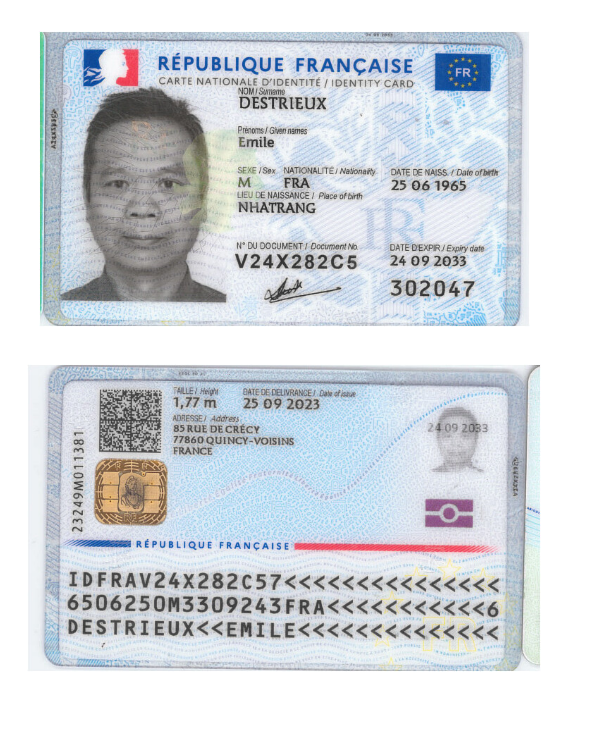 RÉPUBLIQUE FRANÇAISE
FR
CARTE NATIONALE D'IDENTITÉ / IDENTITY CARD
NOM / Surname
DESTRIEUX
Prénoms / Given names
Emile
SEXE / Sex NATIONALITÉ / Nationality DATE DE NAISS. / Date of birth
M FRA 25 06 1965
LIEU DE NAISSANCE / Place of birth
NHATRANG
N° DU DOCUMENT / Document No DATE D'EXPIR / Expiry date
V24X282C5 24 09 2033
302047
TAILLE / Height DATE DE DÉLIVRANCE / Date of issue
1,77 m 25 09 2023
ADRESSE / Address
85 RUE DE CRÉCY
77860 QUINCY-VOISINS
FRANCE
24 09 2033
23249M011381
RÉPUBLIQUE FRANÇAISE
IDFRAV24X282C57<<<<<<<<<<<<<<<
6506250M3309243FRA<<<<<<<<<<<6
DESTRIEUX<<EMILE<<<<<<<<<<<<<<